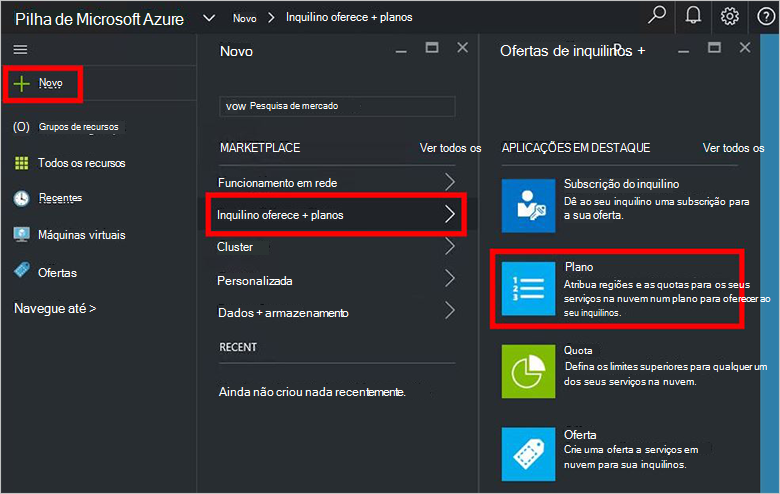 Pilha de Microsoft Azure
Novo > Inquilino oferece + planos
Novo
Grupos de recursos
Todos os recursos
Recentes
Máquinas virtuais
Ofertas
Navegue até >
Novo
vow Pesquisa de mercado
MARKETPLACE Ver todos os
Funcionamento em rede
Inquilino oferece + planos
Cluster
Personalizada
Dados + armazenamento
RECENT
Ainda não criou nada recentemente.
Ofertas de inquilinos +
APLICAÇÕES EM DESTAQUE Ver todos os
Subscrição do inquilino
Dê ao seu inquilino uma subscrição para
a sua oferta.
1
2
3
Plano
Atribua regiões e as quotas para os seus
serviços na nuvem num plano para oferecer ao
seu inquilinos.
Quota
Defina os limites superiores para qualquer um
dos seus serviços na nuvem.
Oferta
Crie uma oferta a serviços em
nuvem para sua inquilinos.